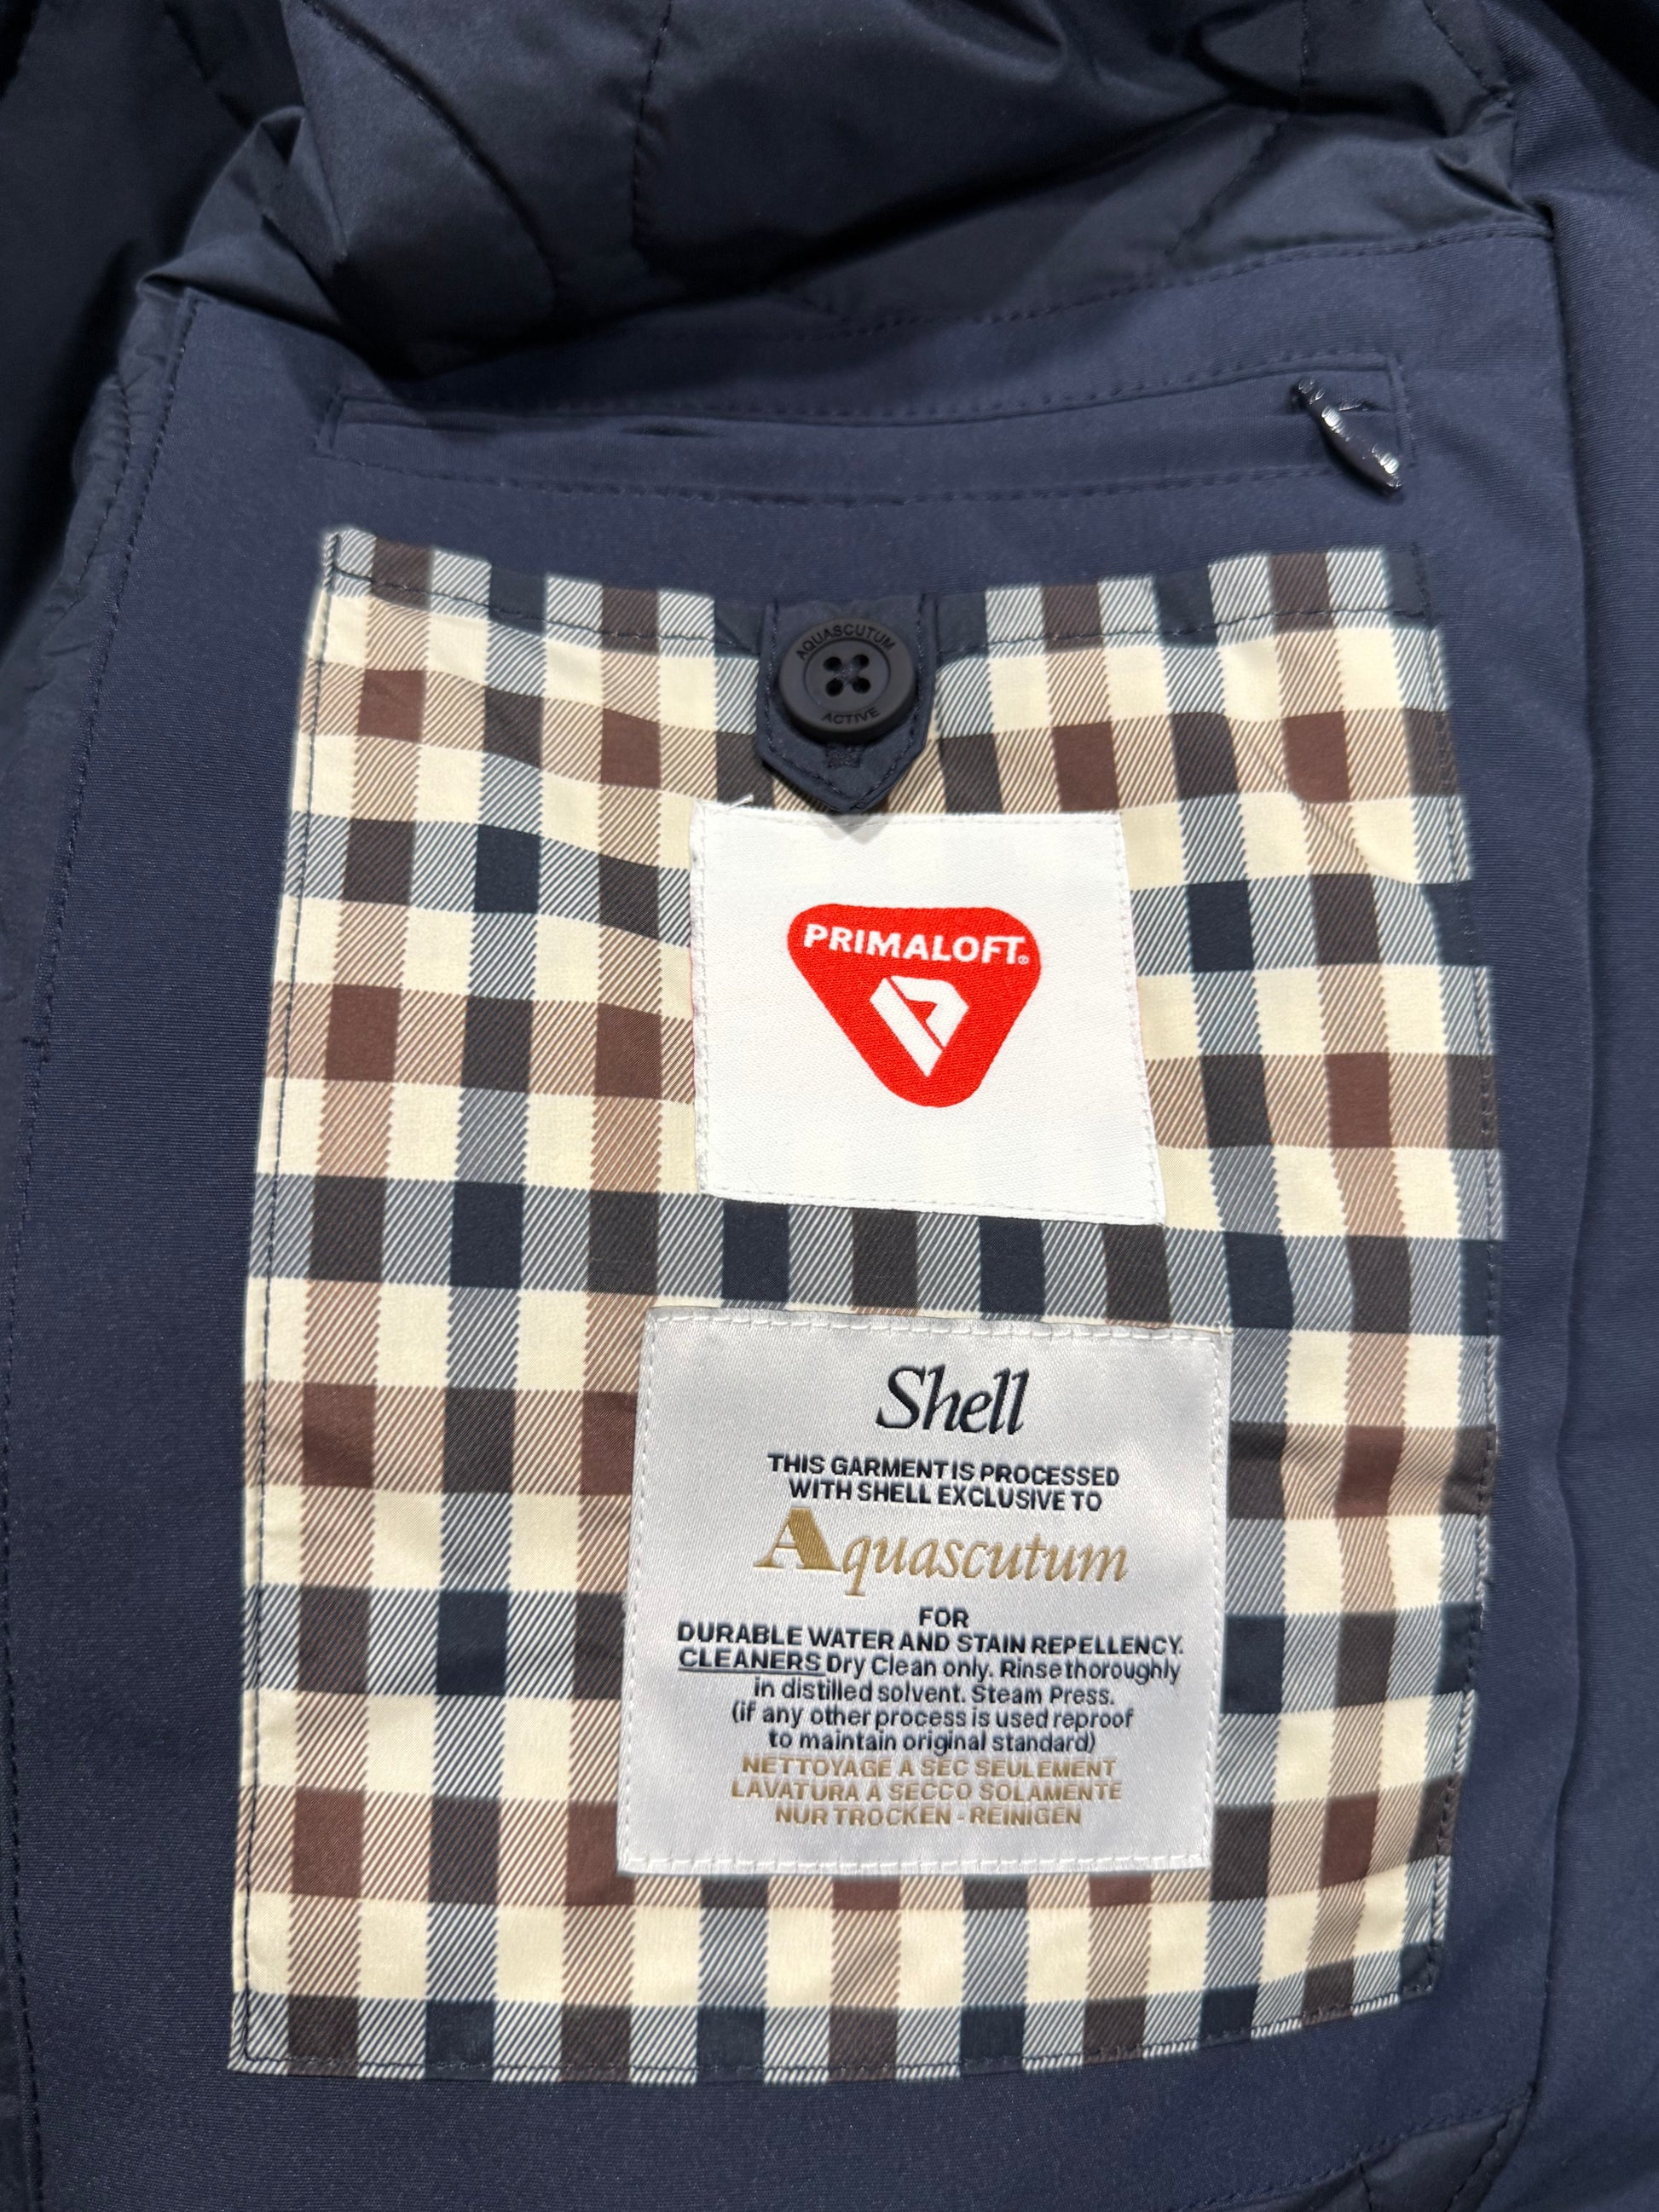 AQUASCUTUM
ACTIVE
PRIMALOFT®
Shell
THIS GARMENT IS PROCESSED
WITH SHELL EXCLUSIVE TO
Aquascutum
FOR
DURABLE WATER AND STAIN REPELLENCY.
CLEANERS Dry Clean only. Rinse thoroughly
in distilled solvent. Steam Press.
(if any other process is used reproof
to maintain original standard)
NETTOYAGE A SEC SEULEMENT
LAVATURA A SECCO SOLAMENTE
NUR TROCKEN - REINIGEN